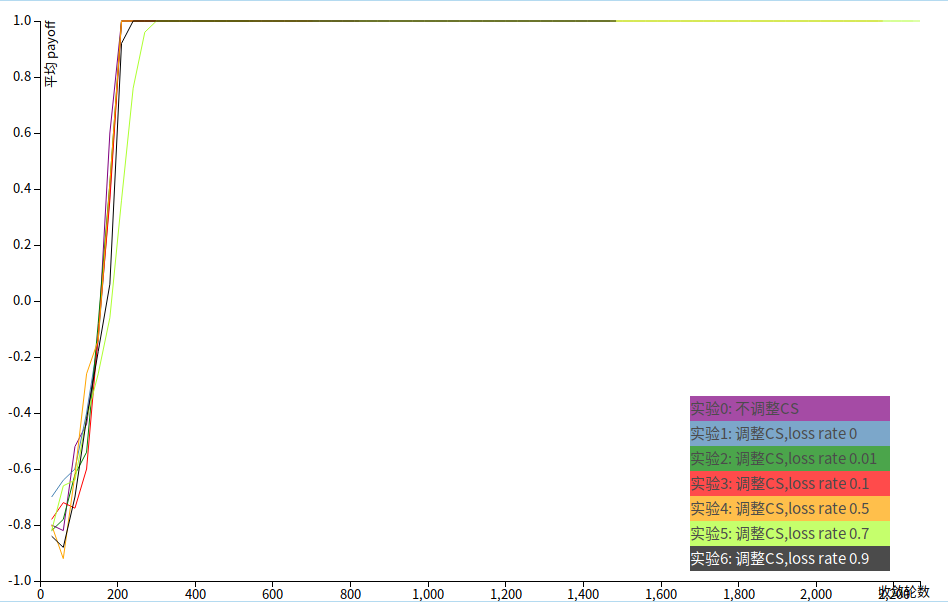 平均 payoff
1.0
0.8
0.6
0.4
0.2
0.0
-0.2
-0.4
-0.6
-0.8
-1.0
实验0: 不调整CS
实验1: 调整CS,loss rate 0
实验2: 调整CS,loss rate 0.01
实验3: 调整CS,loss rate 0.1
实验4: 调整CS,loss rate 0.5
实验5: 调整CS,loss rate 0.7
实验6: 调整CS,loss rate 0.9
0 200 400 600 800 1,000 1,200 1,400 1,600 1,800 2,000 2,200
收敛轮数